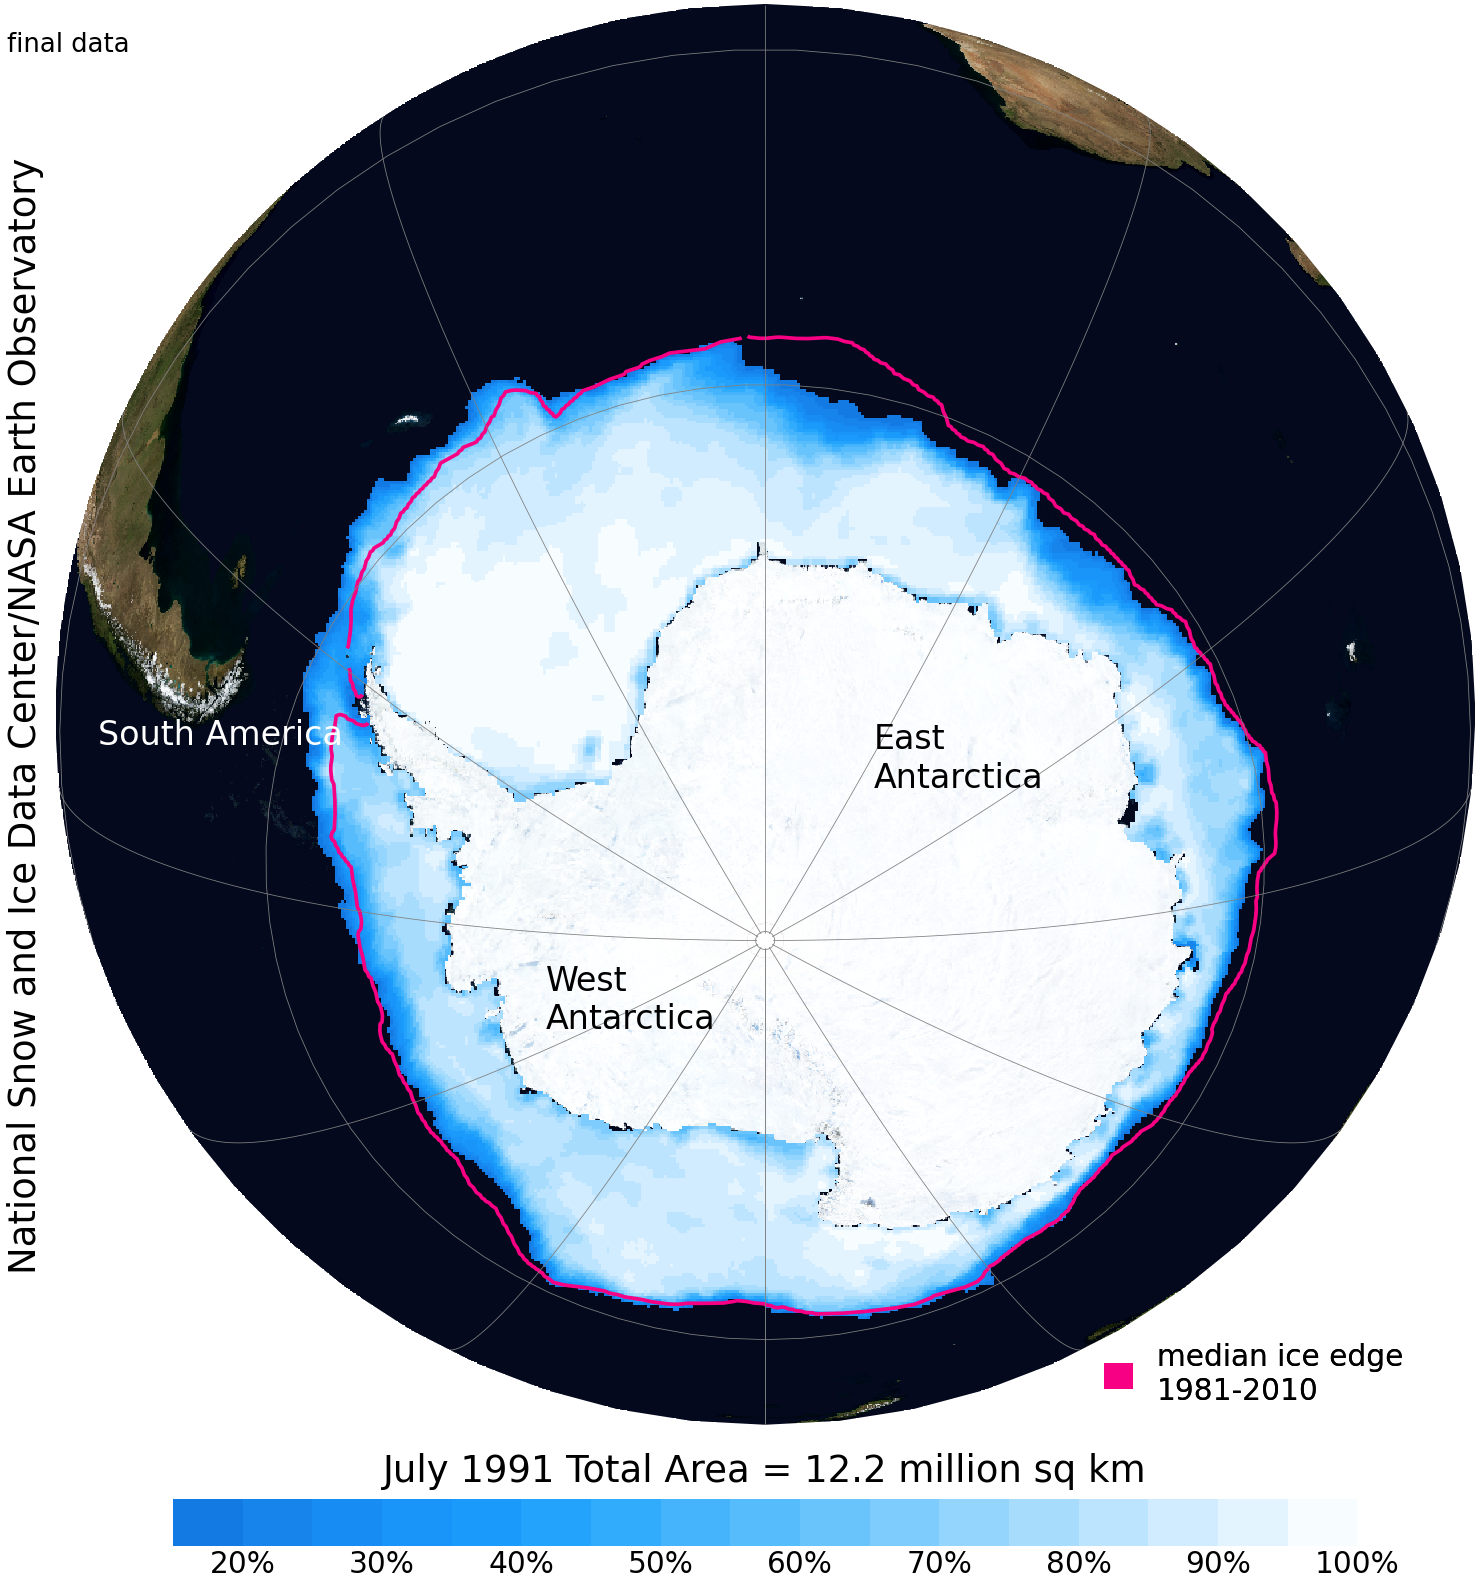 final data
National Snow and Ice Data Center/NASA Earth Observatory
South America
East
Antarctica
West
Antarctica
median ice edge
1981-2010
July 1991 Total Area = 12.2 million sq km
20% 30% 40% 50% 60% 70% 80% 90% 100%